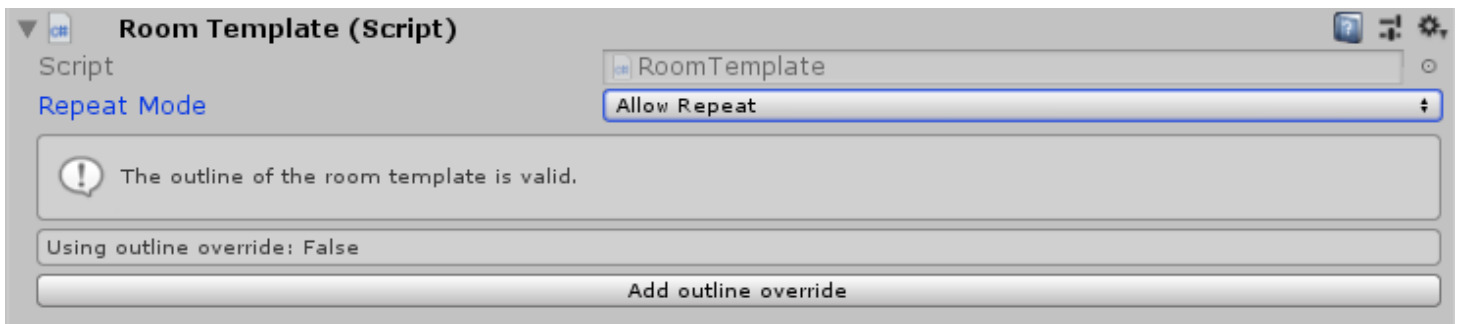 Room Template (Script)
Script RoomTemplate
Repeat Mode Allow Repeat
The outline of the room template is valid.
Using outline override: False
Add outline override